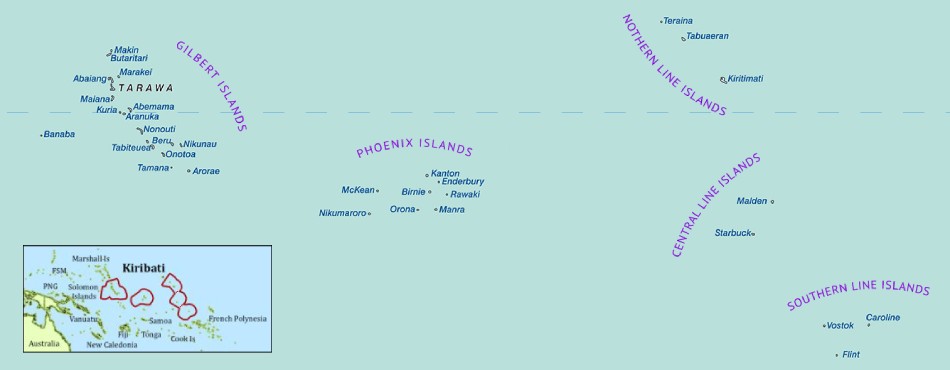 Makin
Butaritari
Marakei
Abaiang
TARAWA
Maiana
Kuria
Abemama
Aranuka
Banaba
Nonouti
Beru
Nikunau
Tabiteuea
Onotoa
Tamana
Arorae
GILBERT ISLANDS
PHOENIX ISLANDS
Kanton
Enderbury
McKean
Birnie
Rawaki
Nikumaroro
Orona
Manra
NOTHERN LINE ISLANDS
Teraina
Tabuaeran
Kiritimati
CENTRAL LINE ISLANDS
Malden
Starbuck
SOUTHERN LINE ISLANDS
Vostok
Caroline
Flint
Marshall Is
Kiribati
FSM
PNG
Solomon
Islands
Vanuatu
Samoa
French Polynesia
Fiji
Tonga
Cook Is
Australia
New Caledonia